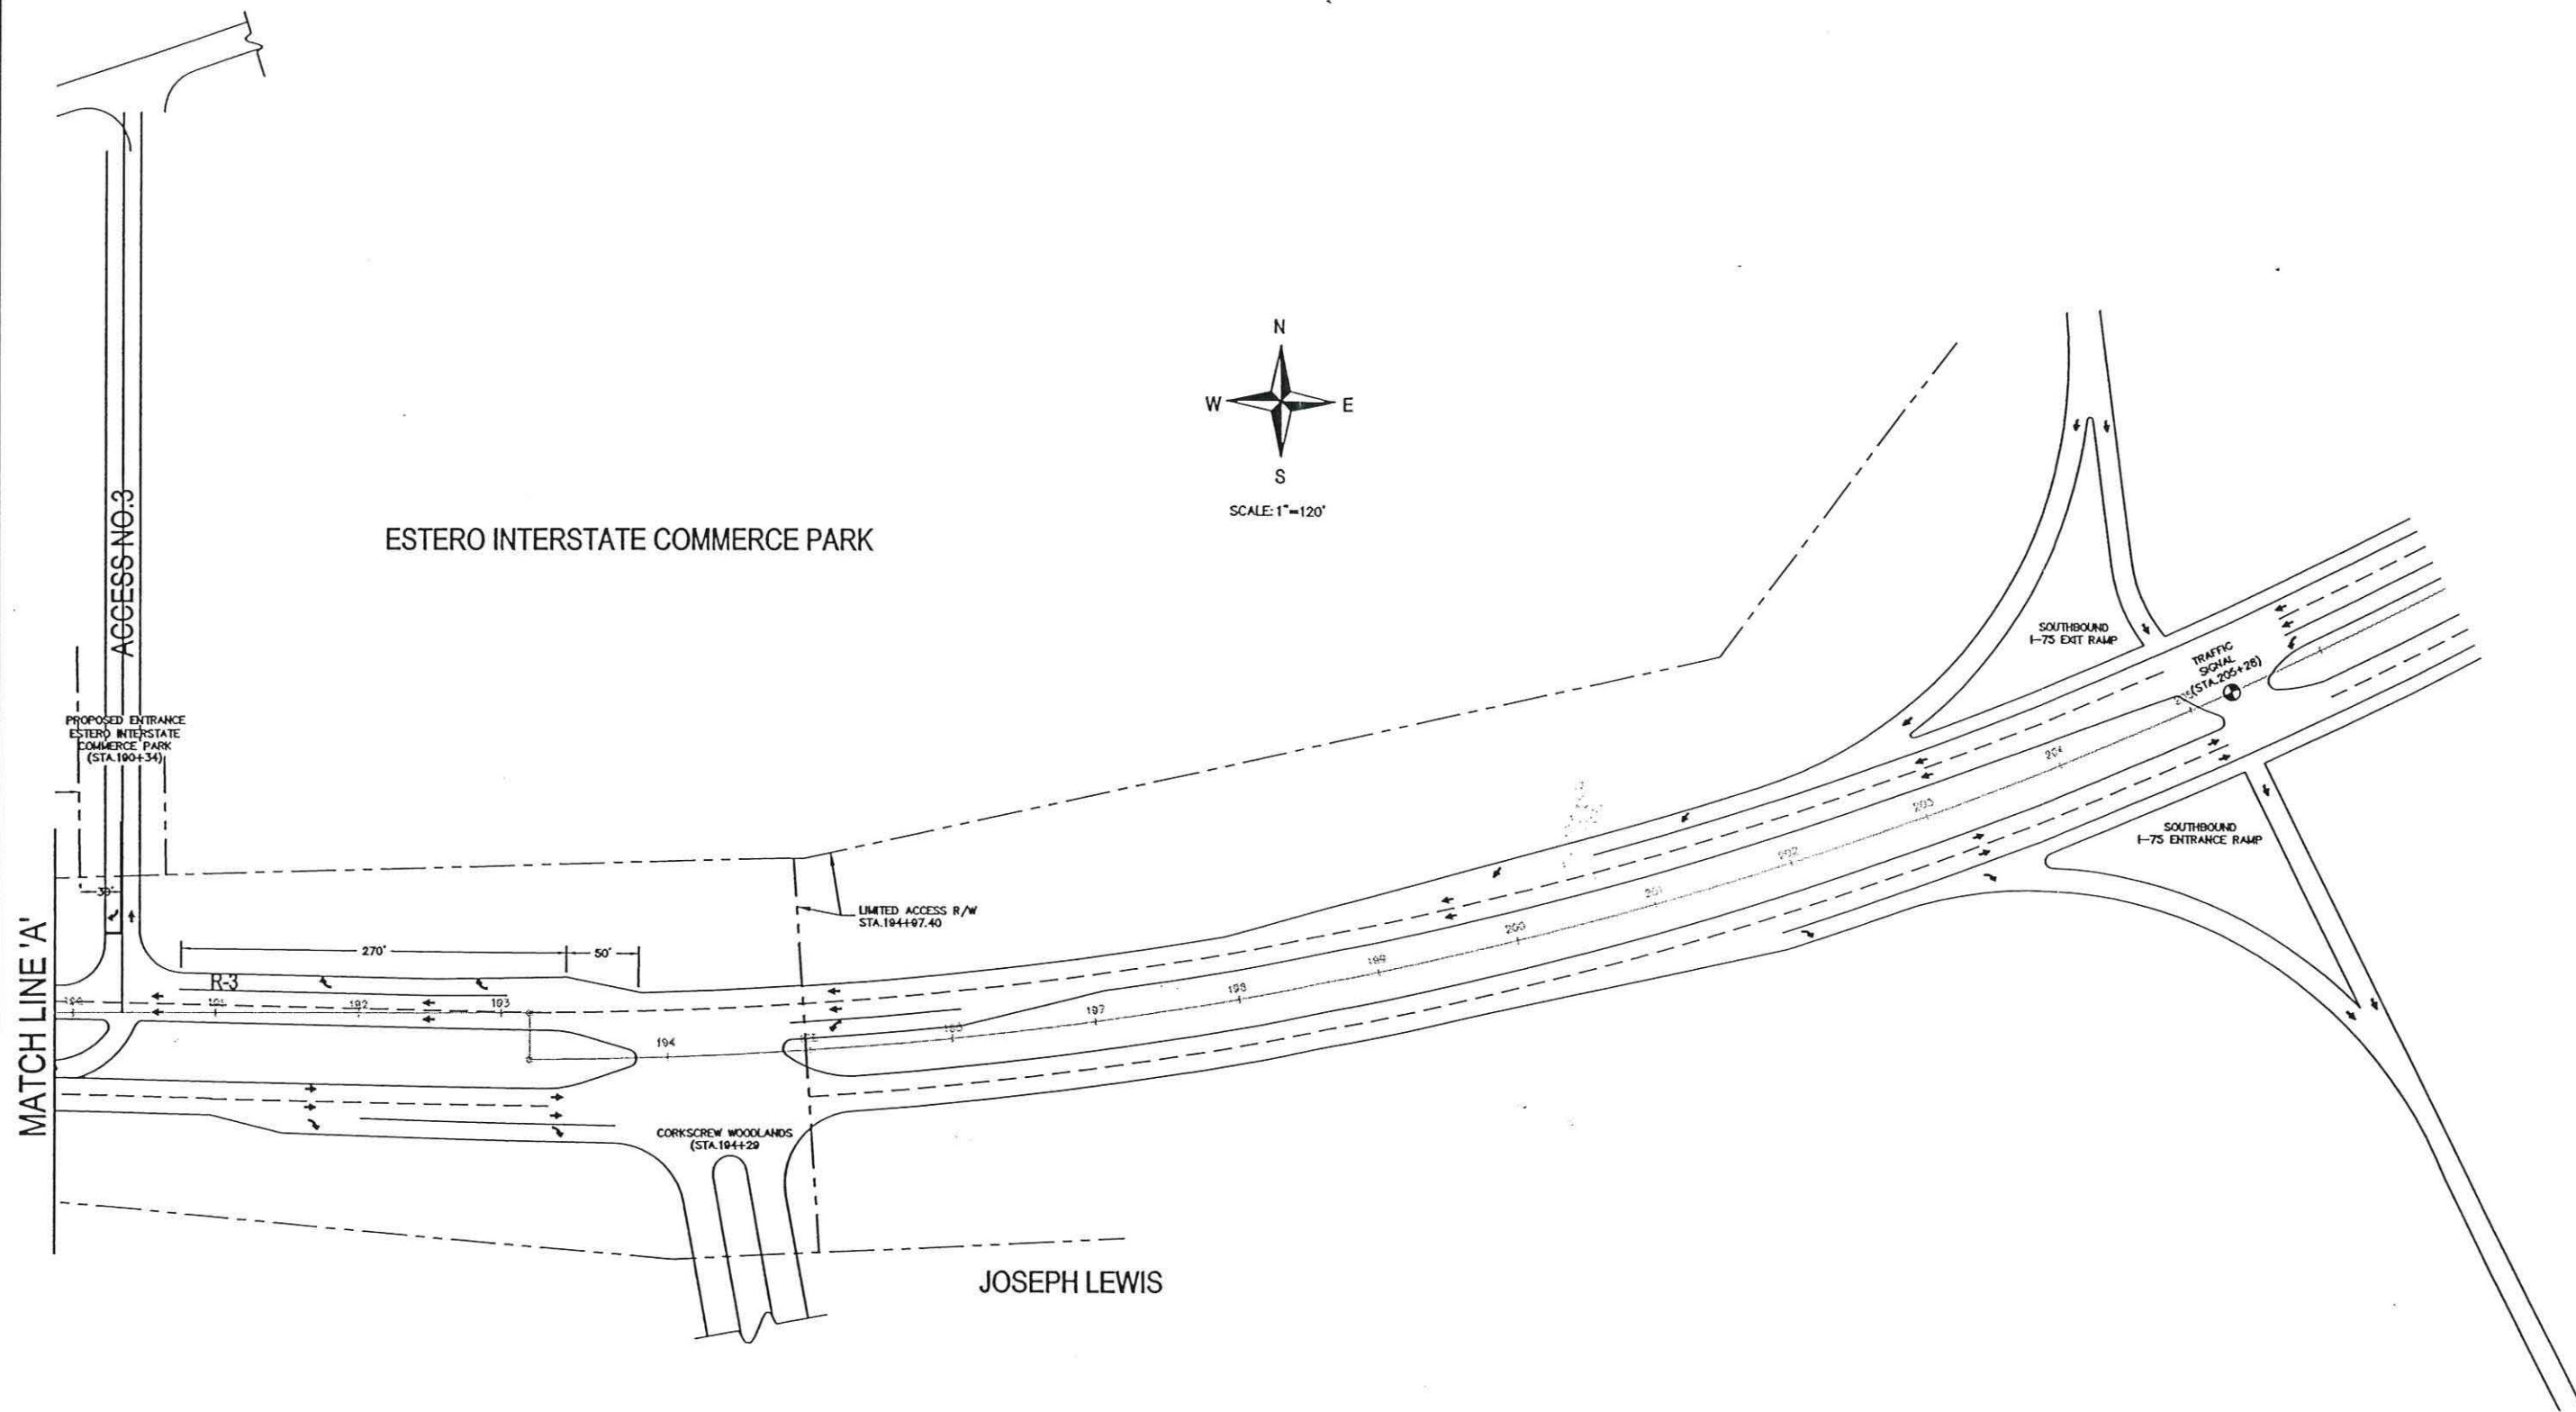 N
W
E
S
SCALE: 1"=120'
ESTERO INTERSTATE COMMERCE PARK
ACCESS NO.3
PROPOSED ENTRANCE
ESTERO INTERSTATE
COMMERCE PARK
(STA.190+34)
30'
MATCH LINE 'A'
270'
50'
R-3
LIMITED ACCESS R/W
STA.194+97.40
SOUTHBOUND
I-75 EXIT RAMP
TRAFFIC
SIGNAL
(STA.205+28)
SOUTHBOUND
I-75 ENTRANCE RAMP
190
191
192
193
194
197
198
199
200
201
202
203
204
CORKSCREW WOODLANDS
(STA.194+29
JOSEPH LEWIS